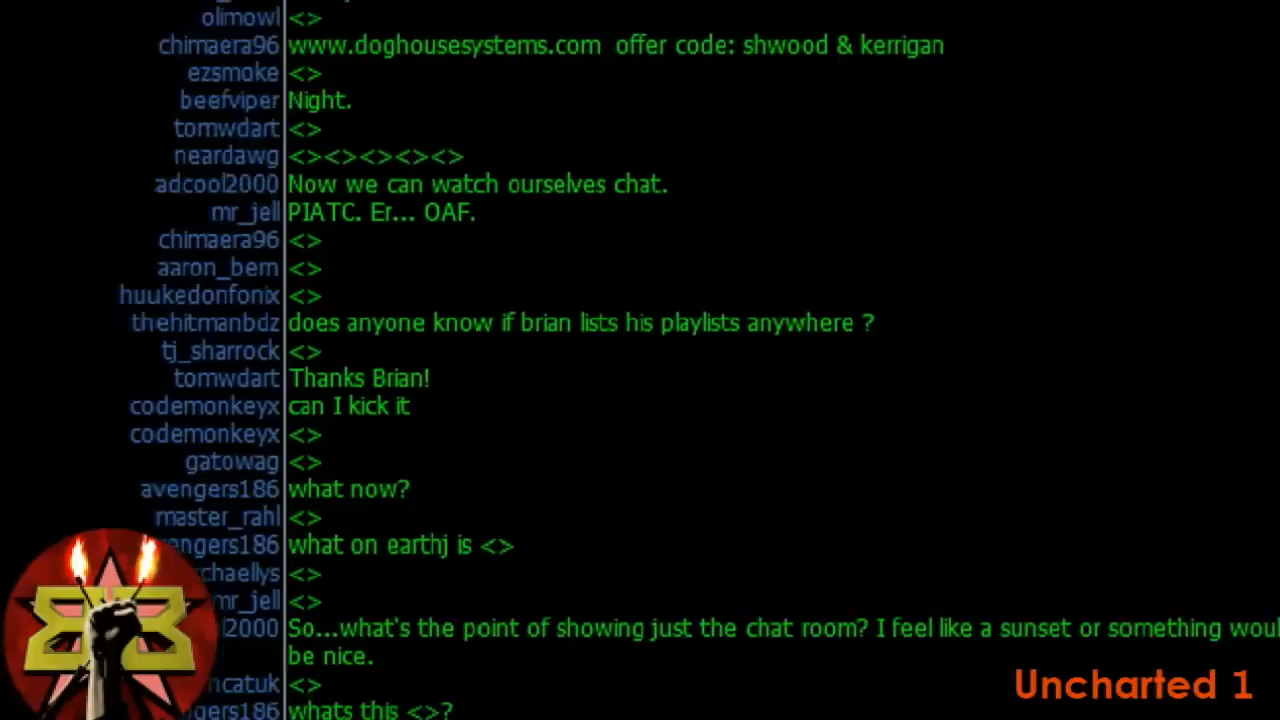 olimowl <>
chimaera96 www.doghousesystems.com offer code: shwood & kerrigan
ezsmoke <>
beefviper Night.
tomwdart <>
neardawg <><><><><>
adcool2000 Now we can watch ourselves chat.
mr_jell PIATC. Er... OAF.
chimaera96 <>
aaron_bern <>
huukedonfonix <>
thehitmanbdz does anyone know if brian lists his playlists anywhere ?
tj_sharrock <>
tomwdart Thanks Brian!
codemonkeyx can I kick it
codemonkeyx <>
gatowag <>
avengers186 what now?
master_rahl <>
engers186 what on earthj is <>
chaellys <>
mr_jell <>
2000 So...what's the point of showing just the chat room? I feel like a sunset or something woul
be nice.
ncatuk <>
gers186 whats this <>?
BB
Uncharted 1